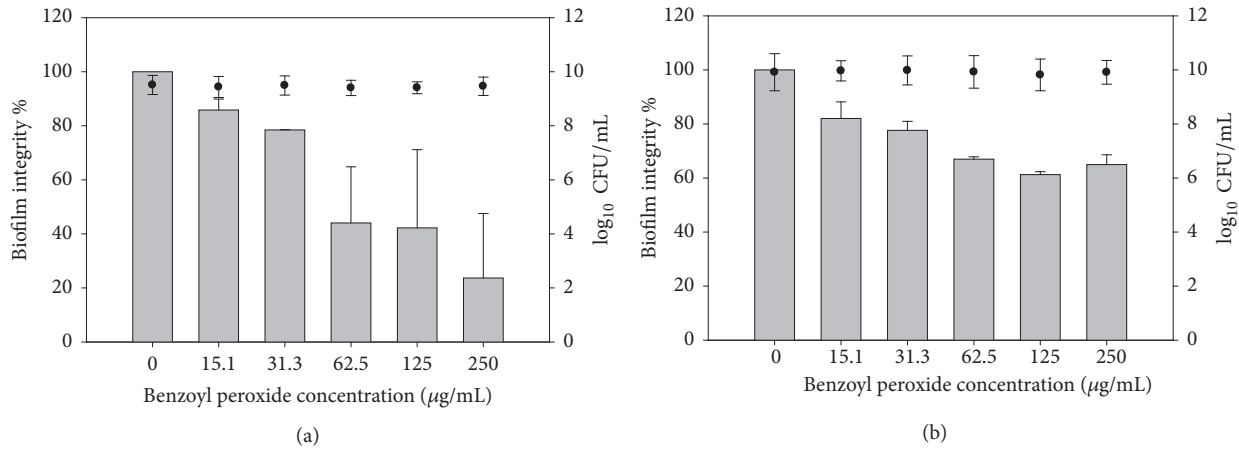 120
100
80
60
40
20
0
Biofilm integrity %
12
10
8
6
4
2
0
log₁₀ CFU/mL
0 15.1 31.3 62.5 125 250
Benzoyl peroxide concentration (μg/mL)
(a)
120
100
80
60
40
20
0
Biofilm integrity %
12
10
8
6
4
2
0
log₁₀ CFU/mL
0 15.1 31.3 62.5 125 250
Benzoyl peroxide concentration (μg/mL)
(b)